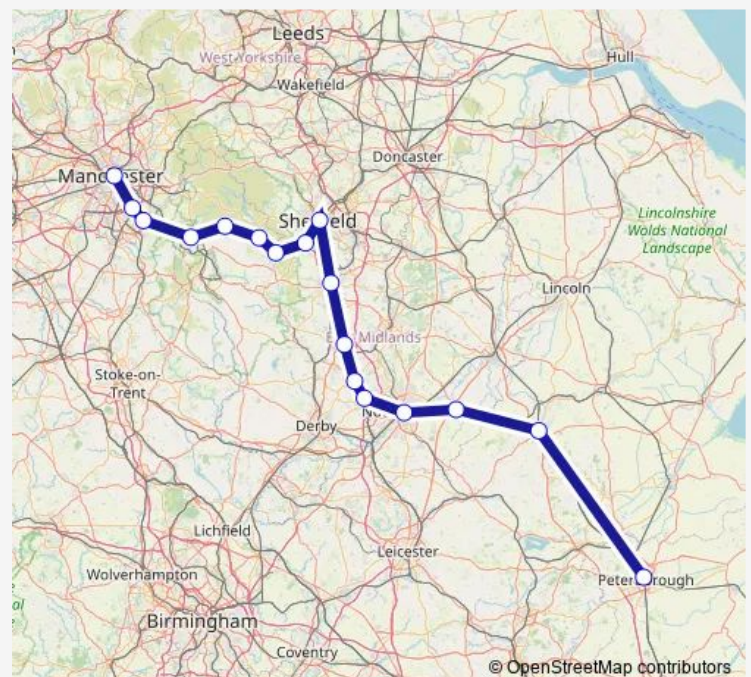 Leeds
West Yorkshire
Hull
Wakefield
Doncaster
Manchester
Sheffield
Lincolnshire
Wolds National
Landscape
Lincoln
East Midlands
Stoke-on-
Trent
Derby
Lichfield
Leicester
Wolverhampton
Peterborough
Birmingham
Coventry
© OpenStreetMap contributors